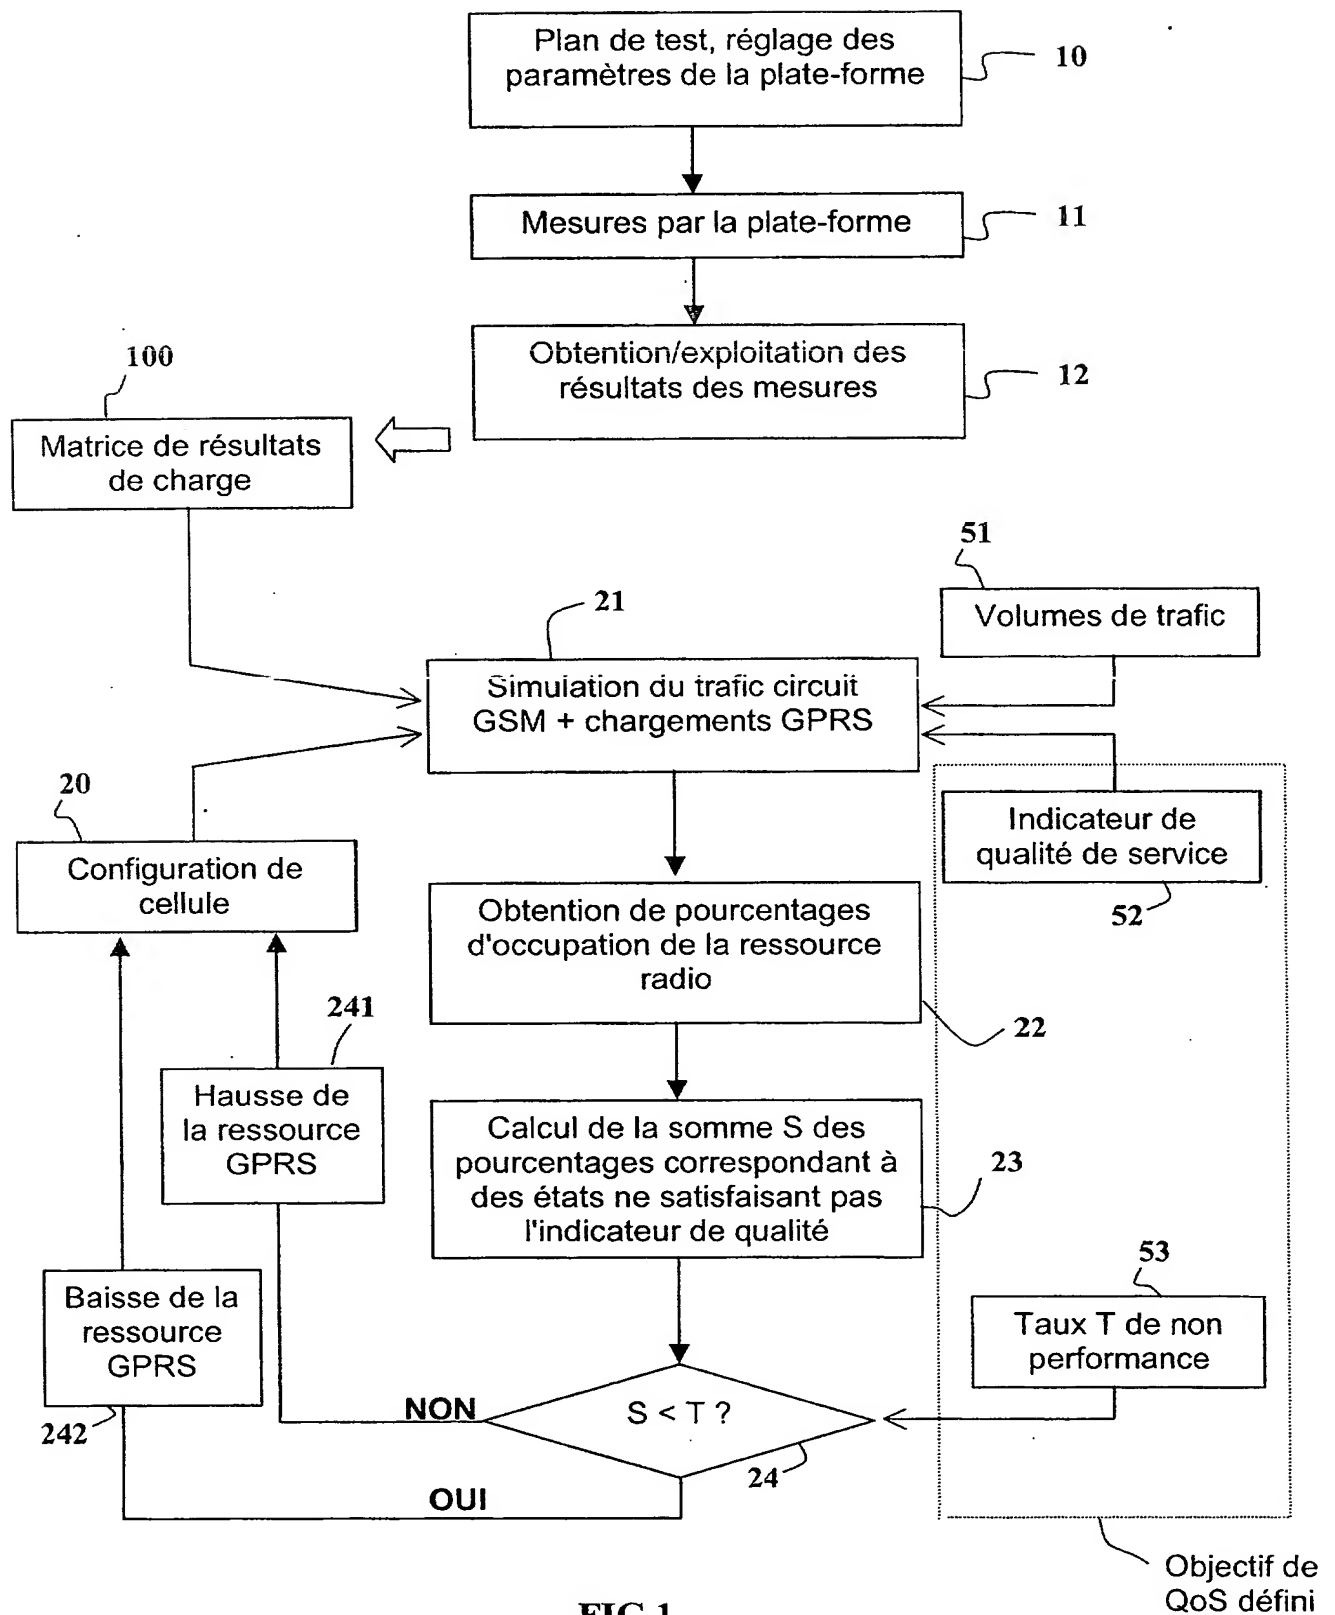 Plan de test, réglage des
paramètres de la plate-forme
10
Mesures par la plate-forme
11
Obtention/exploitation des
résultats des mesures
12
100
Matrice de résultats
de charge
51
Volumes de trafic
21
Simulation du trafic circuit
GSM + chargements GPRS
20
Configuration de
cellule
Indicateur de
qualité de service
52
Obtention de pourcentages
d'occupation de la ressource
radio
22
241
Hausse de
la ressource
GPRS
Calcul de la somme S des
pourcentages correspondant à
des états ne satisfaisant pas
l'indicateur de qualité
23
53
Taux T de non
performance
Baisse de la
ressource
GPRS
242
NON
S < T ?
24
OUI
Objectif de
QoS défini
FIG.1